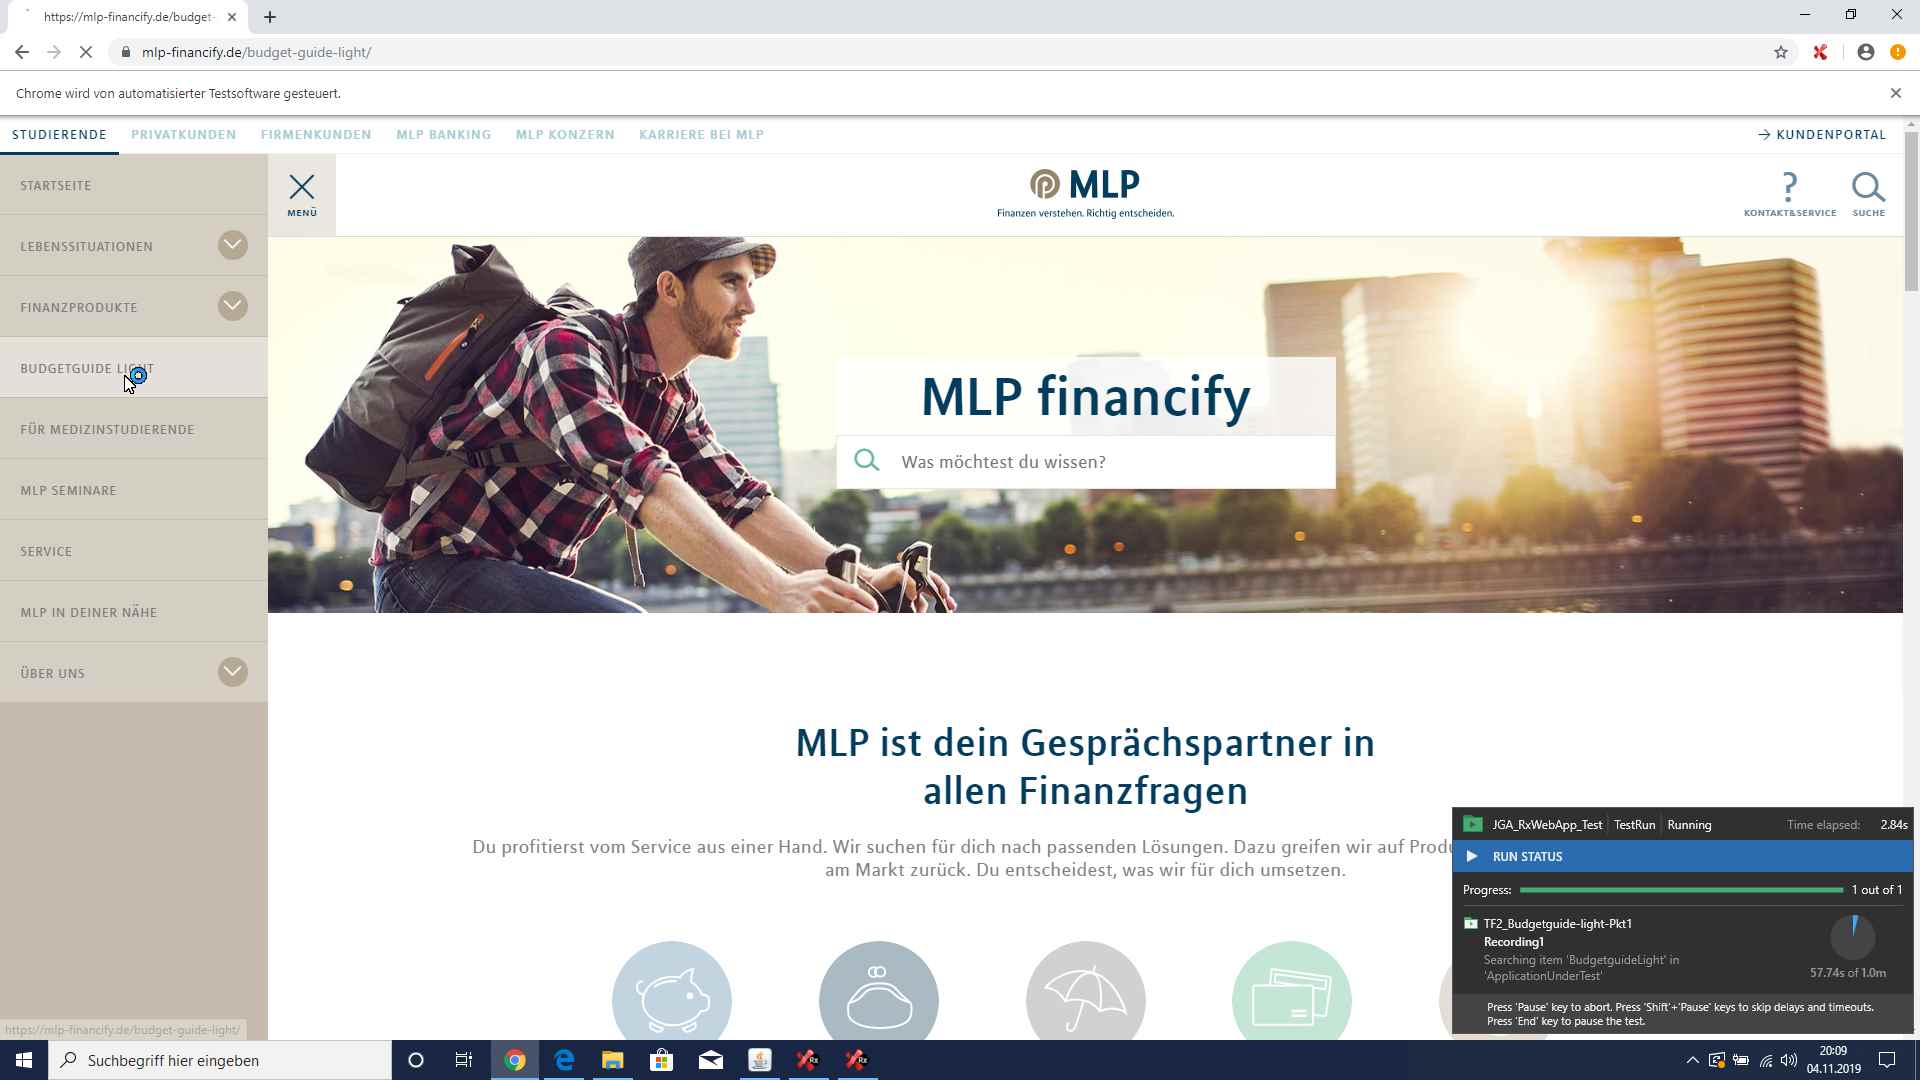 https://mlp-financify.de/budget-
mlp-financify.de/budget-guide-light/
Chrome wird von automatisierter Testsoftware gesteuert.
STUDIERENDE PRIVATKUNDEN FIRMENKUNDEN MLP BANKING MLP KONZERN KARRIERE BEI MLP KUNDENPORTAL
STARTSEITE
LEBENSSITUATIONEN
FINANZPRODUKTE
BUDGETGUIDE LIGHT
FÜR MEDIZINSTUDIERENDE
MLP SEMINARE
SERVICE
MLP IN DEINER NÄHE
ÜBER UNS
MENÜ
MLP
Finanzen verstehen. Richtig entscheiden.
KONTAKT&SERVICE
SUCHE
MLP financify
Was möchtest du wissen?
MLP ist dein Gesprächspartner in
allen Finanzfragen
Du profitierst vom Service aus einer Hand. Wir suchen für dich nach passenden Lösungen. Dazu greifen wir auf
am Markt zurück. Du entscheidest, was wir für dich umsetzen.
JGA_RxWebApp_Test TestRun Running Time elapsed: 2.84s
RUN STATUS
Progress: 1 out of 1
TF2_Budgetguide-light-Pkt1
Recording1
Searching item 'BudgetguideLight' in
'ApplicationUnderTest'
57.74s of 1.0m
Press 'Pause' key to abort. Press 'Shift'+'Pause' keys to skip delays and timeouts.
Press 'End' key to pause the test.
https://mlp-financify.de/budget-guide-light/
Suchbegriff hier eingeben
Rx
Rx
20:09
04.11.2019